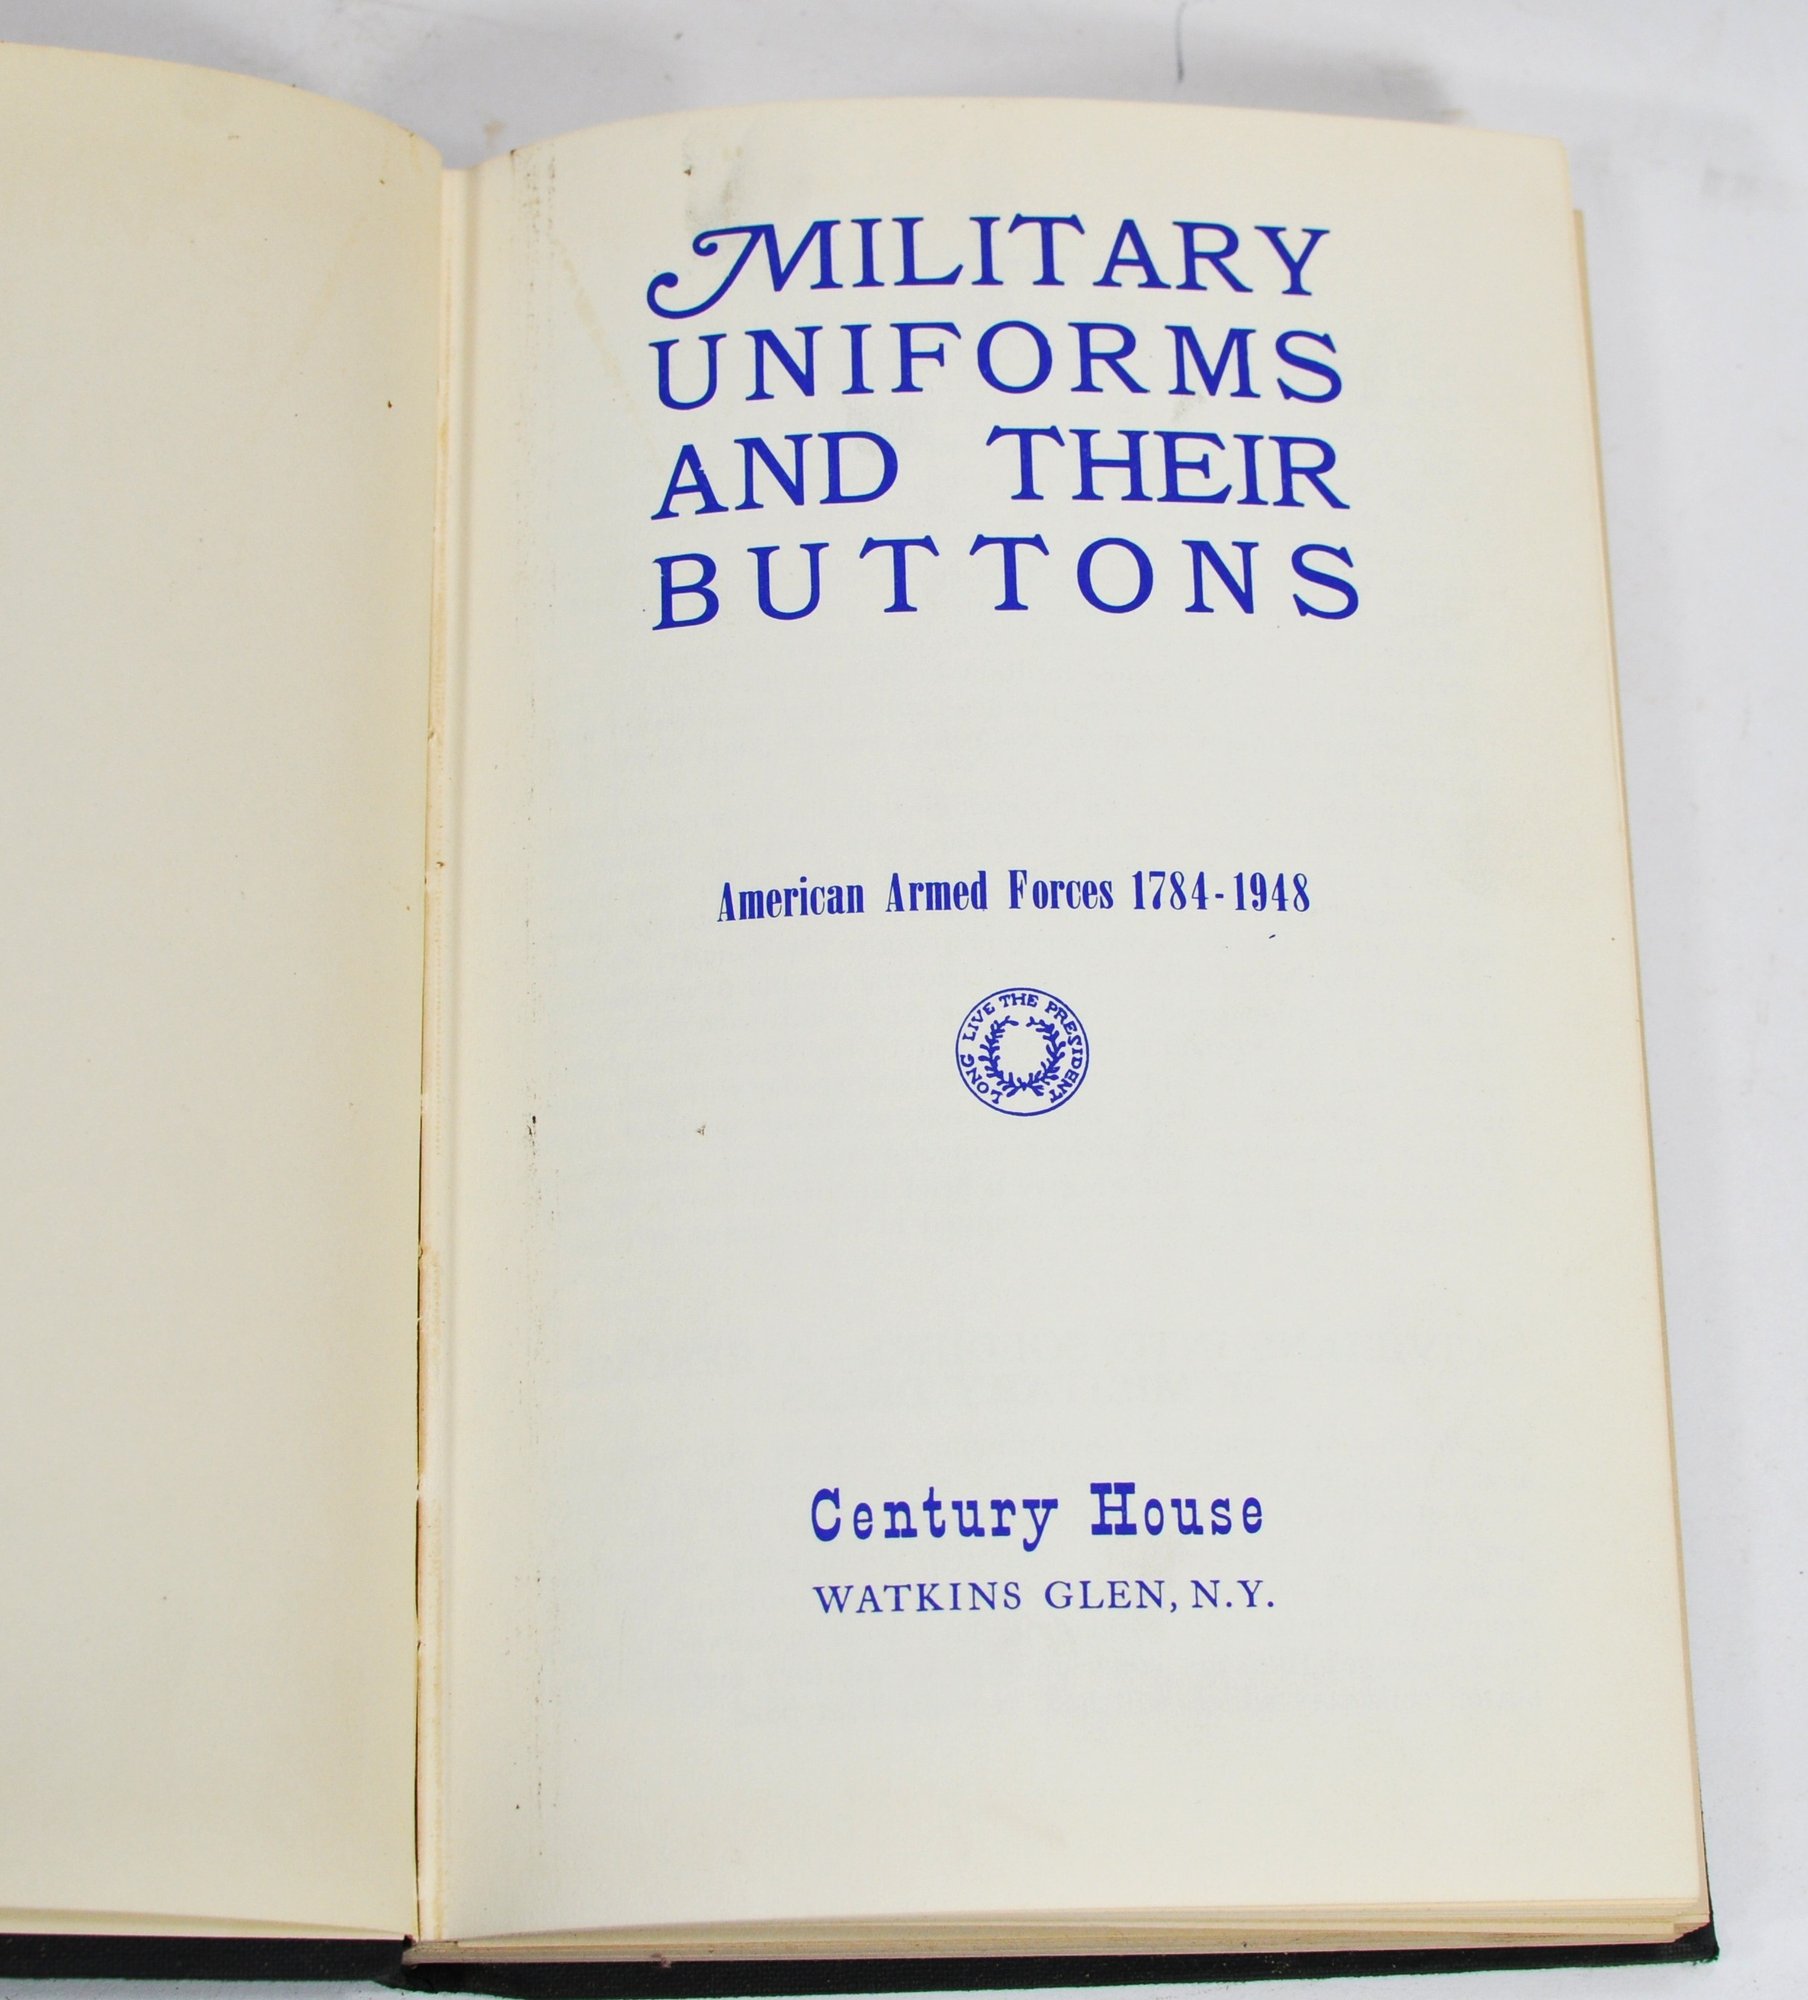 MILITARY
UNIFORMS
AND THEIR
BUTTONS
American Armed Forces 1784-1948
LONG LIVE THE PRESIDENT
Century House
WATKINS GLEN, N.Y.